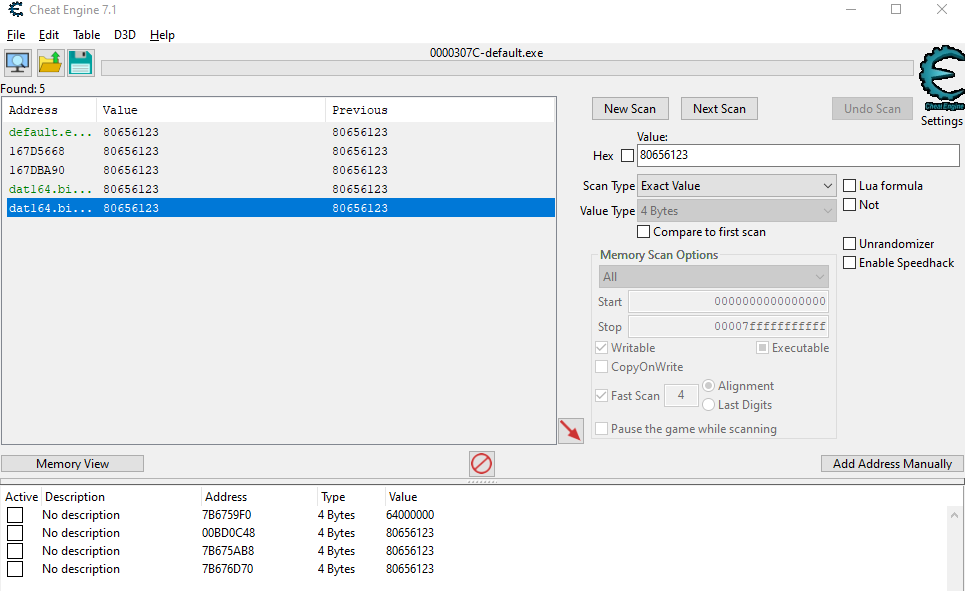 Cheat Engine 7.1
File Edit Table D3D Help
0000307C-default.exe
Found: 5
Address Value Previous
default.e... 80656123 80656123
167D5668 80656123 80656123
167DBA90 80656123 80656123
dat164.bi... 80656123 80656123
dat164.bi... 80656123 80656123
New Scan Next Scan Undo Scan
Cheat Engine
Settings
Value:
Hex 80656123
Scan Type Exact Value Lua formula
Value Type 4 Bytes Not
Compare to first scan
Unrandomizer
Enable Speedhack
Memory Scan Options
All
Start 0000000000000000
Stop 00007fffffffffff
Writable Executable
CopyOnWrite
Fast Scan 4 Alignment
Last Digits
Pause the game while scanning
Memory View Add Address Manually
Active Description Address Type Value
No description 7B6759F0 4 Bytes 64000000
No description 00BD0C48 4 Bytes 80656123
No description 7B675AB8 4 Bytes 80656123
No description 7B676D70 4 Bytes 80656123